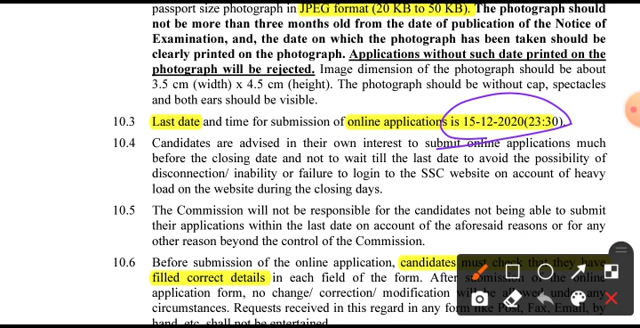 passport size photograph in JPEG format (20 KB to 50 KB). The photograph should
not be more than three months old from the date of publication of the Notice of
Examination, and, the date on which the photograph has been taken should be
clearly printed on the photograph. Applications without such date printed on the
photograph will be rejected. Image dimension of the photograph should be about
3.5 cm (width) x 4.5 cm (height). The photograph should be without cap, spectacles
and both ears should be visible.
10.3 Last date and time for submission of online applications is 15-12-2020(23:30).
10.4 Candidates are advised in their own interest to submit online applications much
before the closing date and not to wait till the last date to avoid the possibility of
disconnection/ inability or failure to login to the SSC website on account of heavy
load on the website during the closing days.
10.5 The Commission will not be responsible for the candidates not being able to submit
their applications within the last date on account of the aforesaid reasons or for any
other reason beyond the control of the Commission.
10.6 Before submission of the online application, candidates must check that they have
filled correct details in each field of the form. After submission of the online
application form, no change/ correction/ modification will be allowed under any
circumstances. Requests received in this regard in any form like Post, Fax, Email, by
hand, etc. shall not be entertained.